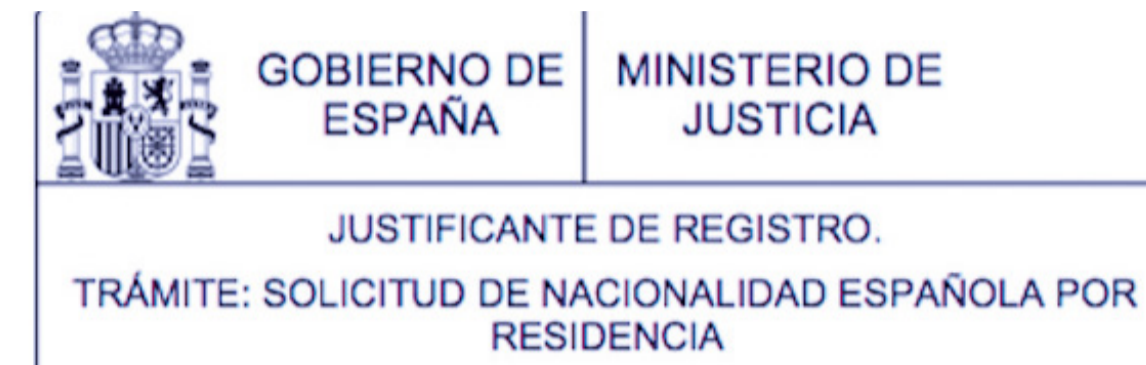 GOBIERNO DE
ESPAÑA
MINISTERIO DE
JUSTICIA
JUSTIFICANTE DE REGISTRO.
TRÁMITE: SOLICITUD DE NACIONALIDAD ESPAÑOLA POR
RESIDENCIA